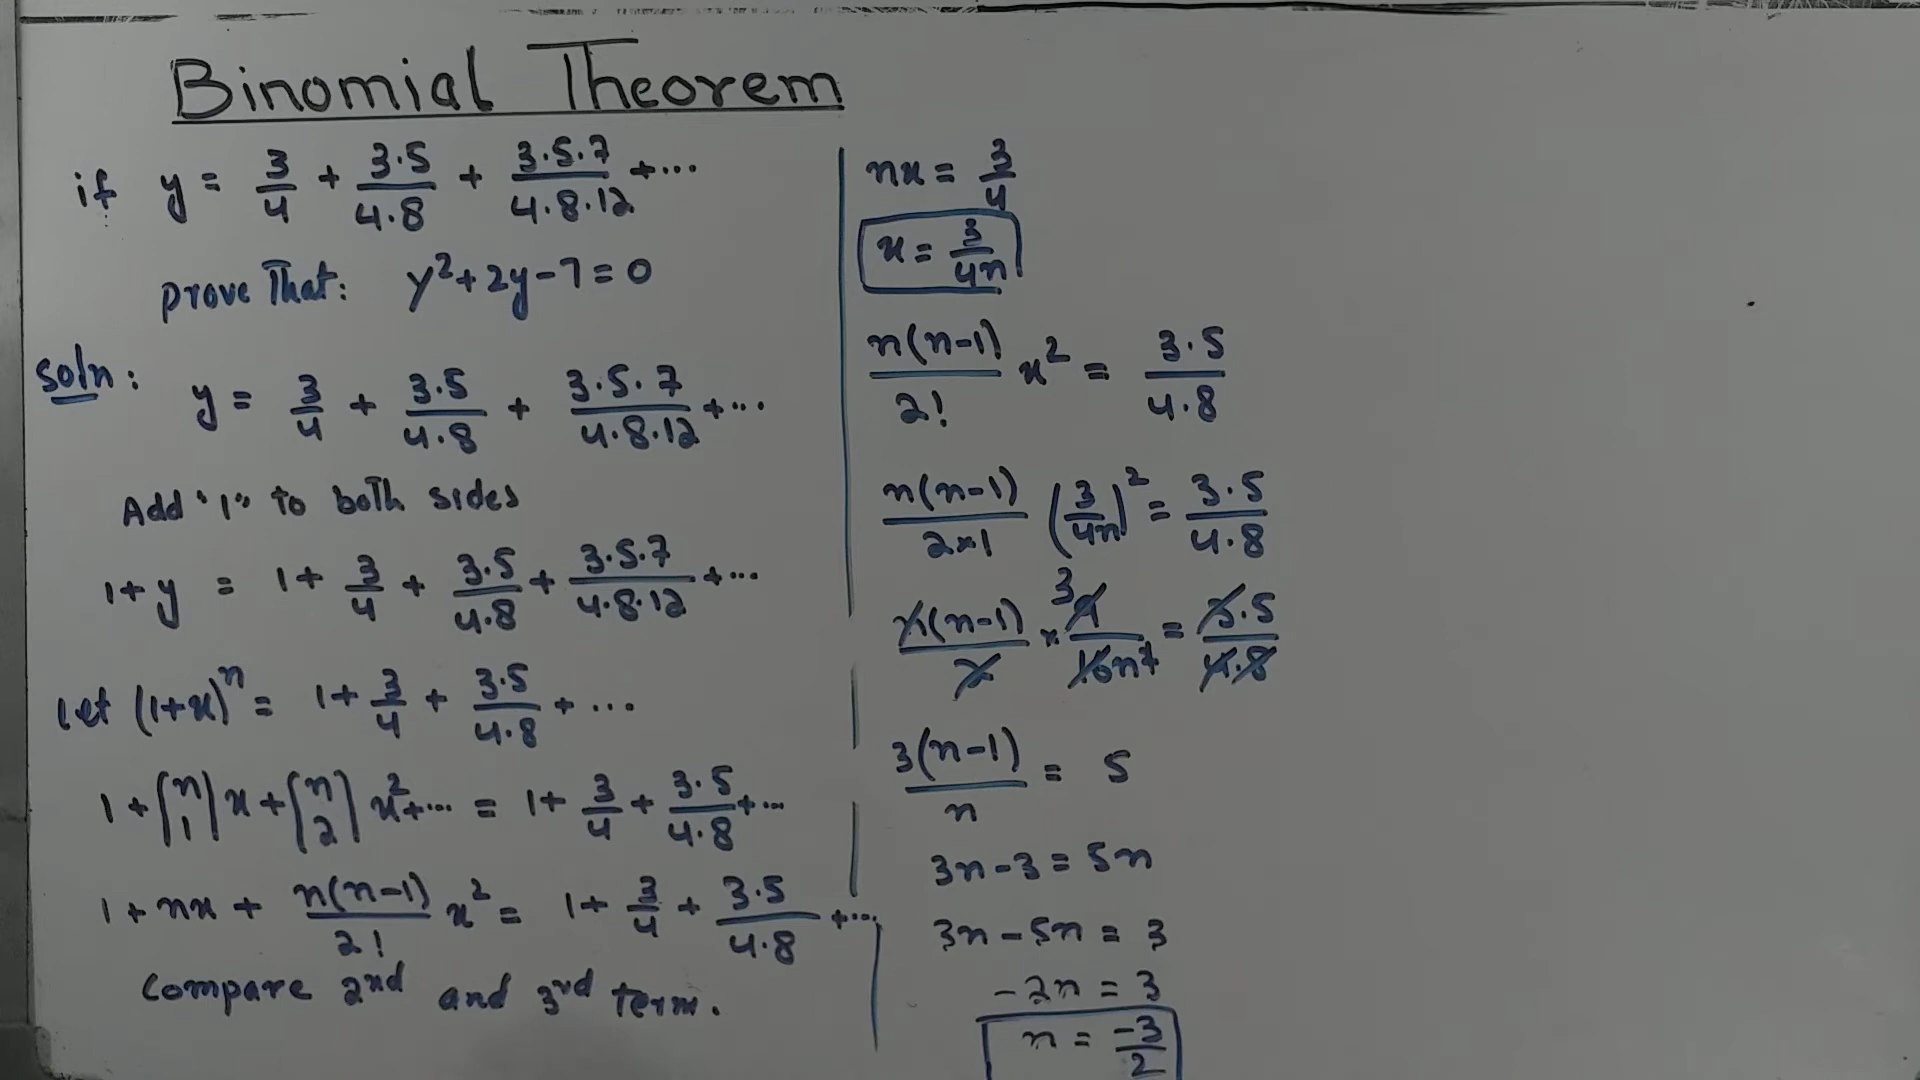 Binomial Theorem
if y = 3/4 + 3·5/4·8 + 3·5·7/4·8·12 + ...
prove That: y² + 2y - 7 = 0
Soln:
y = 3/4 + 3·5/4·8 + 3·5·7/4·8·12 + ...
Add "1" to both sides
1+y = 1 + 3/4 + 3·5/4·8 + 3·5·7/4·8·12 + ...
let (1+x)ⁿ = 1 + 3/4 + 3·5/4·8 + ...
1 + (n 1)x + (n 2)x² + ... = 1 + 3/4 + 3·5/4·8 + ...
1 + nx + n(n-1)/2! x² = 1 + 3/4 + 3·5/4·8 + ...
Compare 2nd and 3rd term.
nx = 3/4
x = 3/4n
n(n-1)/2! x² = 3·5/4·8
n(n-1)/2×1 (3/4n)² = 3·5/4·8
n(n-1)/2 × 3 9/16n² = 3·5/4·8
3(n-1)/n = 5
3n - 3 = 5n
3n - 5n = 3
-2n = 3
n = -3/2